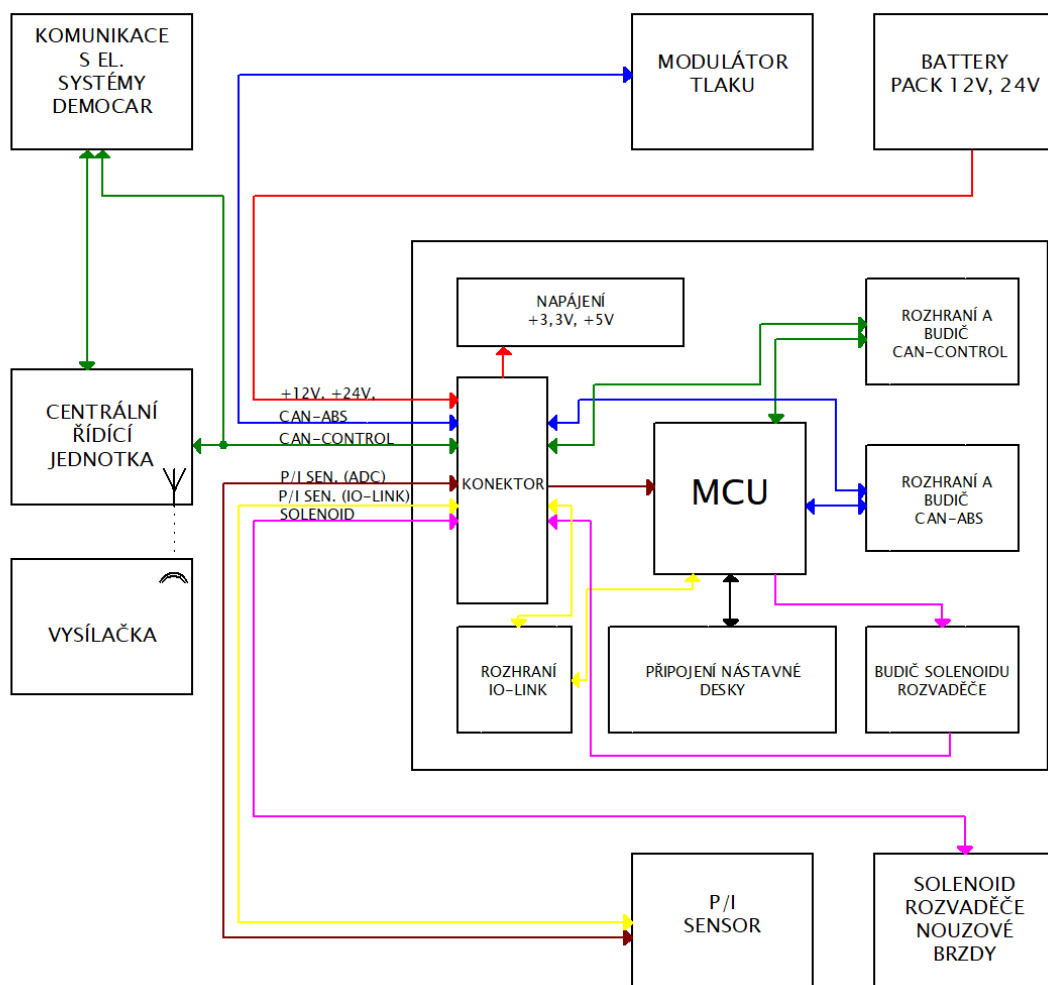 KOMUNIKACE
S EL.
SYSTÉMY
DEMOCAR
MODULÁTOR
TLAKU
BATTERY
PACK 12V, 24V
NAPÁJENÍ
+3,3V, +5V
ROZHRANÍ A
BUDIČ
CAN-CONTROL
CENTRÁLNÍ
ŘÍDÍCÍ
JEDNOTKA
+12V, +24V,
CAN-ABS
CAN-CONTROL
P/I SEN. (ADC)
P/I SEN. (IO-LINK)
SOLENOID
KONEKTOR
MCU
ROZHRANÍ A
BUDIČ
CAN-ABS
VYSÍLAČKA
ROZHRANÍ
IO-LINK
PŘIPOJENÍ NÁSTAVNÉ
DESKY
BUDIČ SOLENOIDU
ROZVADĚČE
P/I
SENSOR
SOLENOID
ROZVADĚČE
NOUZOVÉ
BRZDY